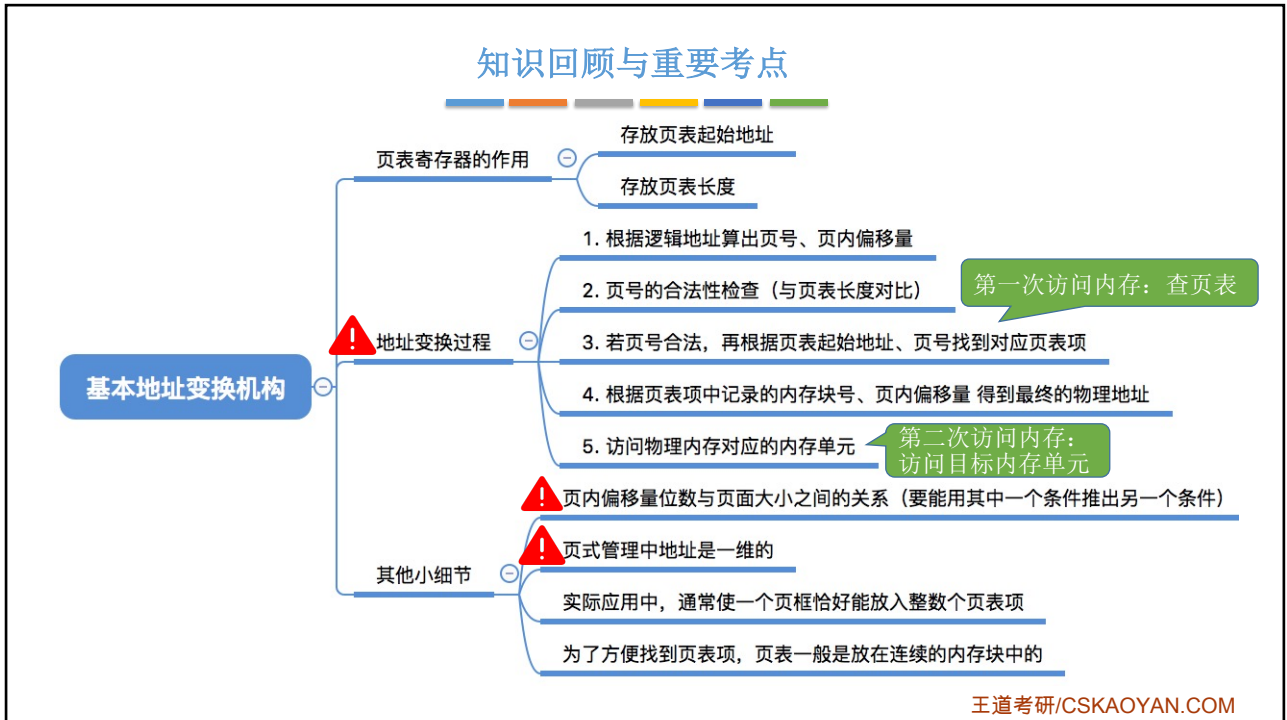 知识回顾与重要考点
基本地址变换机构
页表寄存器的作用
存放页表起始地址
存放页表长度
地址变换过程
1. 根据逻辑地址算出页号、页内偏移量
2. 页号的合法性检查（与页表长度对比）
第一次访问内存：查页表
3. 若页号合法，再根据页表起始地址、页号找到对应页表项
4. 根据页表项中记录的内存块号、页内偏移量 得到最终的物理地址
5. 访问物理内存对应的内存单元
第二次访问内存：
访问目标内存单元
其他小细节
页内偏移量位数与页面大小之间的关系（要能用其中一个条件推出另一个条件）
页式管理中地址是一维的
实际应用中，通常使一个页框恰好能放入整数个页表项
为了方便找到页表项，页表一般是放在连续的内存块中的
王道考研/CSKAOYAN.COM